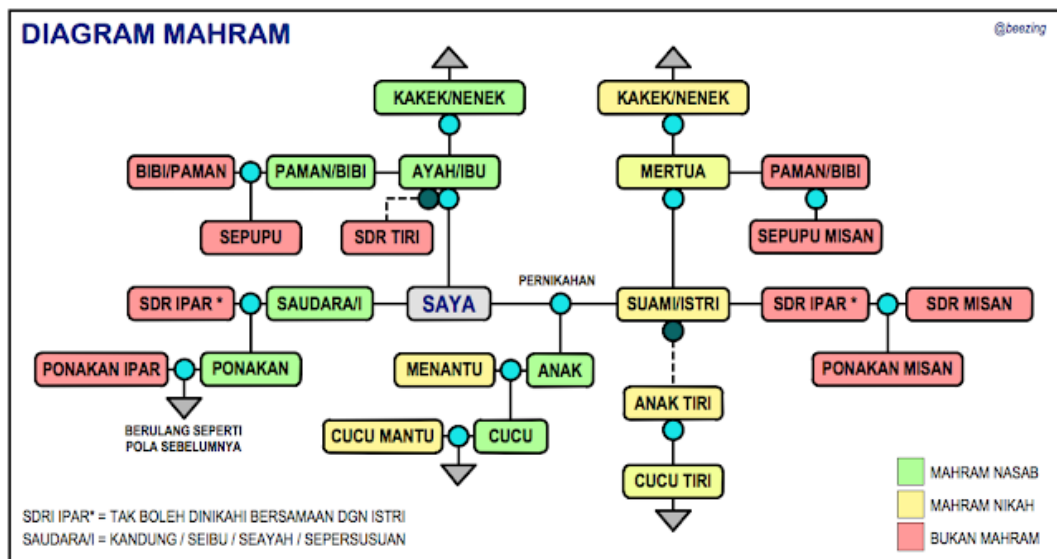 DIAGRAM MAHRAM
@beezing
KAKEK/NENEK
KAKEK/NENEK
BIBI/PAMAN
PAMAN/BIBI
AYAH/IBU
MERTUA
PAMAN/BIBI
SEPUPU
SDR TIRI
SEPUPU MISAN
PERNIKAHAN
SDR IPAR *
SAUDARA/I
SAYA
SUAMI/ISTRI
SDR IPAR *
SDR MISAN
PONAKAN IPAR
PONAKAN
MENANTU
ANAK
PONAKAN MISAN
ANAK TIRI
BERULANG SEPERTI
POLA SEBELUMNYA
CUCU MANTU
CUCU
CUCU TIRI
MAHRAM NASAB
MAHRAM NIKAH
BUKAN MAHRAM
SDRI IPAR* = TAK BOLEH DINIKAHI BERSAMAAN DGN ISTRI
SAUDARA/I = KANDUNG / SEIBU / SEAYAH / SEPERSUSUAN